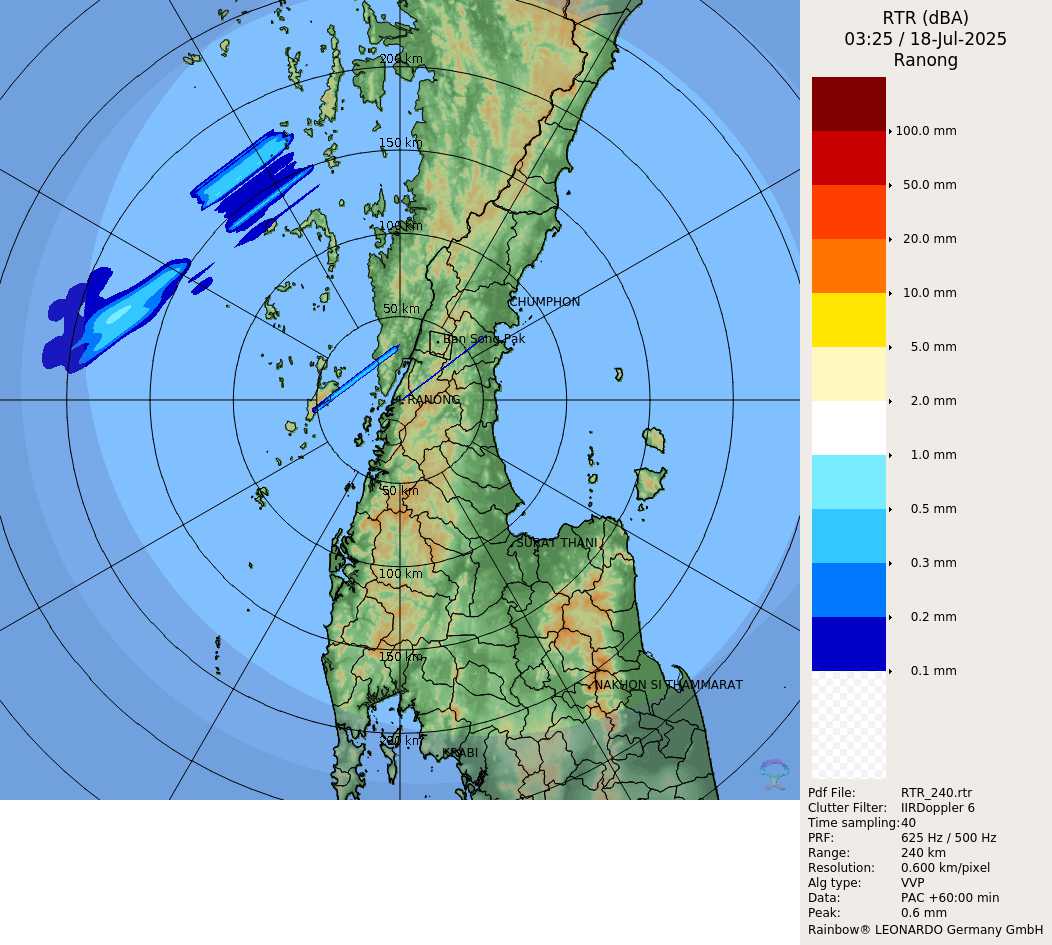 RTR (dBA)
03:25 / 18-Jul-2025
Ranong
200 km
150 km
100 km
50 km
CHUMPHON
Ban Song Pak
RANONG
50 km
SURAT THANI
100 km
150 km
NAKHON SI THAMMARAT
200 km
KRABI
100.0 mm
50.0 mm
20.0 mm
10.0 mm
5.0 mm
2.0 mm
1.0 mm
0.5 mm
0.3 mm
0.2 mm
0.1 mm
Pdf File: RTR_240.rtr
Clutter Filter: IIRDoppler 6
Time sampling:40
PRF: 625 Hz / 500 Hz
Range: 240 km
Resolution: 0.600 km/pixel
Alg type: VVP
Data: PAC +60:00 min
Peak: 0.6 mm
Rainbow® LEONARDO Germany GmbH